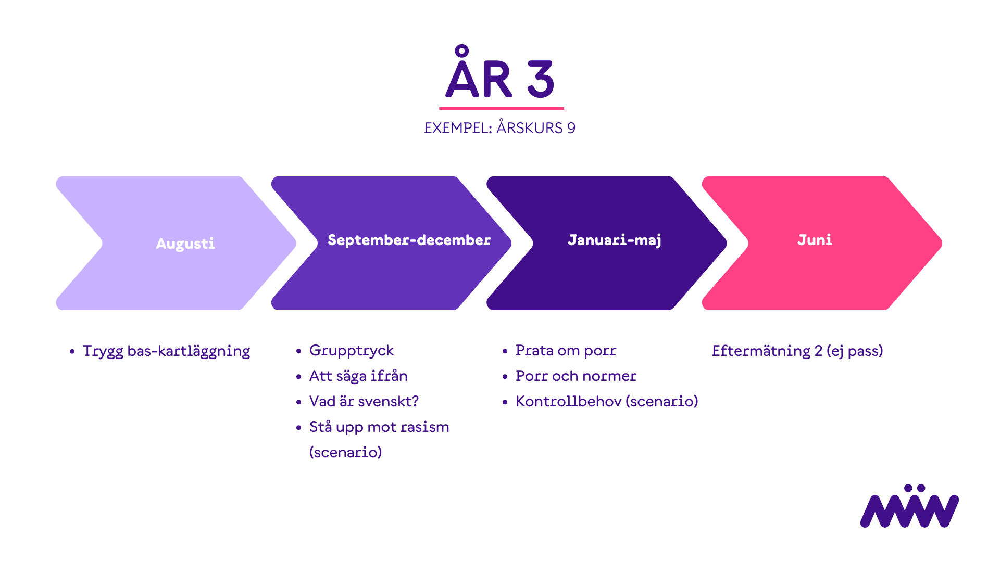 ÅR 3
EXEMPEL: ÅRSKURS 9
Augusti
September-december
Januari-maj
Juni
• Trygg bas-kartläggning
• Grupptryck
• Att säga ifrån
• Vad är svenskt?
• Stå upp mot rasism
(scenario)
• Prata om porr
• Porr och normer
• Kontrollbehov (scenario)
Eftermätning 2 (ej pass)
MÄN